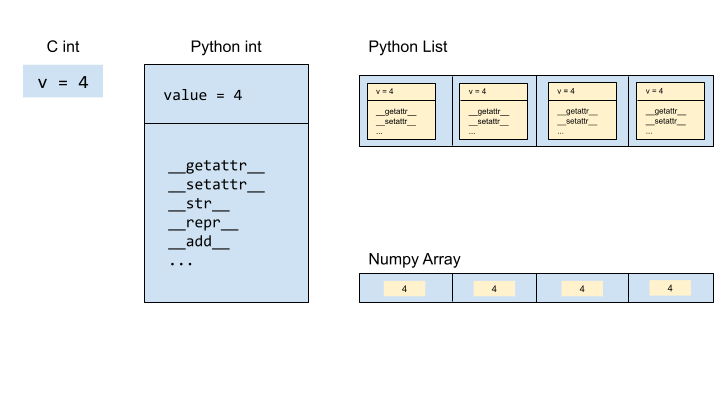 C int
v = 4
Python int
value = 4
__getattr__
__setattr__
__str__
__repr__
__add__
...
Python List
v = 4
__getattr__
__setattr__
...
v = 4
__getattr__
__setattr__
...
v = 4
__getattr__
__setattr__
...
v = 4
__getattr__
__setattr__
...
Numpy Array
4
4
4
4